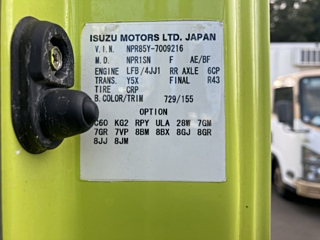 ISUZU MOTORS LTD. JAPAN
V.I.N. NPR85Y-7009216
M.D. NPR1SN F AE/BF
ENGINE LFB/4JJ1 RR AXLE 6CP
TRANS. Y5X FINAL R43
TIRE CRP
B.COLOR/TRIM 729/155
OPTION
C60 KG2 RPY ULA 28W 7GM
7GR 7VP 8BM 8BX 8GJ 8GR
8JJ 8JM